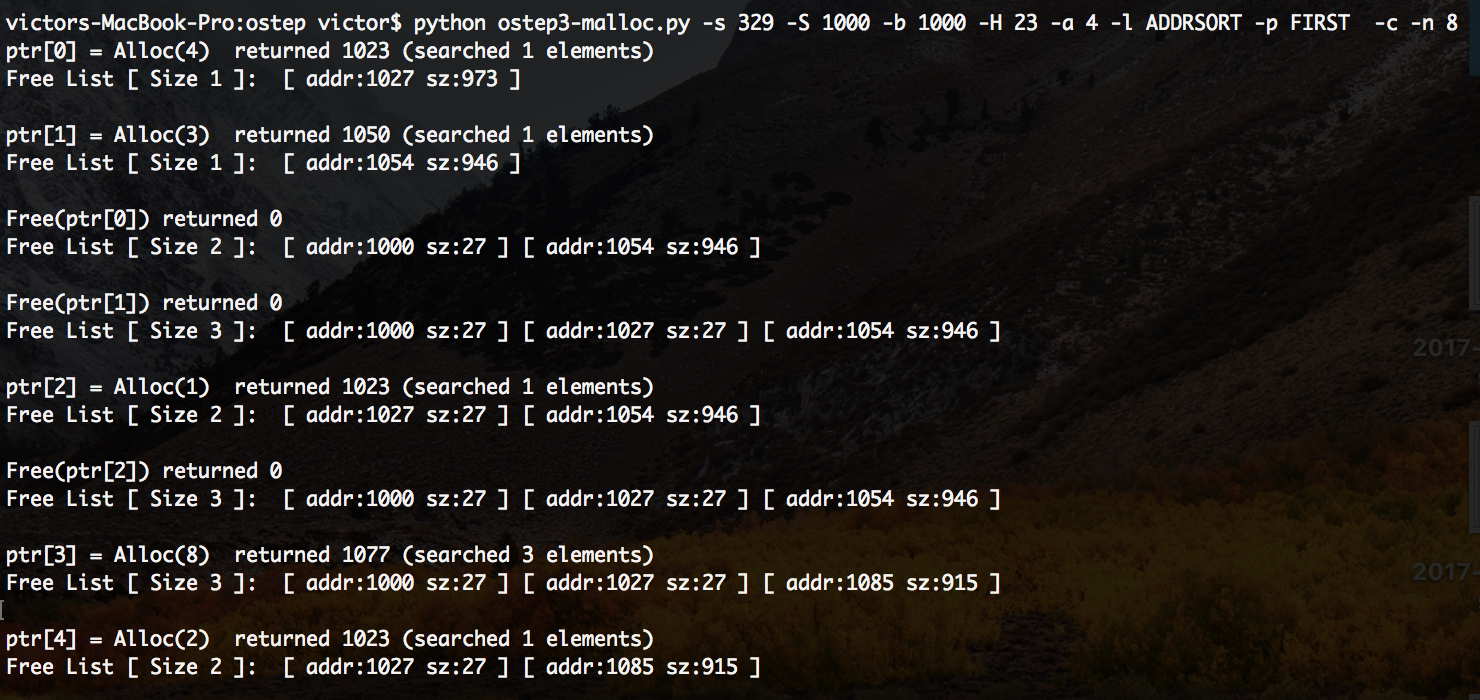 victors-MacBook-Pro:ostep victor$ python ostep3-malloc.py -s 329 -S 1000 -b 1000 -H 23 -a 4 -l ADDRSORT -p FIRST  -c -n 8
ptr[0] = Alloc(4)  returned 1023 (searched 1 elements)
Free List [ Size 1 ]:  [ addr:1027 sz:973 ]
ptr[1] = Alloc(3)  returned 1050 (searched 1 elements)
Free List [ Size 1 ]:  [ addr:1054 sz:946 ]
Free(ptr[0]) returned 0
Free List [ Size 2 ]:  [ addr:1000 sz:27 ] [ addr:1054 sz:946 ]
Free(ptr[1]) returned 0
Free List [ Size 3 ]:  [ addr:1000 sz:27 ] [ addr:1027 sz:27 ] [ addr:1054 sz:946 ]
ptr[2] = Alloc(1)  returned 1023 (searched 1 elements)
Free List [ Size 2 ]:  [ addr:1027 sz:27 ] [ addr:1054 sz:946 ]
Free(ptr[2]) returned 0
Free List [ Size 3 ]:  [ addr:1000 sz:27 ] [ addr:1027 sz:27 ] [ addr:1054 sz:946 ]
ptr[3] = Alloc(8)  returned 1077 (searched 3 elements)
Free List [ Size 3 ]:  [ addr:1000 sz:27 ] [ addr:1027 sz:27 ] [ addr:1085 sz:915 ]
ptr[4] = Alloc(2)  returned 1023 (searched 1 elements)
Free List [ Size 2 ]:  [ addr:1027 sz:27 ] [ addr:1085 sz:915 ]
2017-
2017-